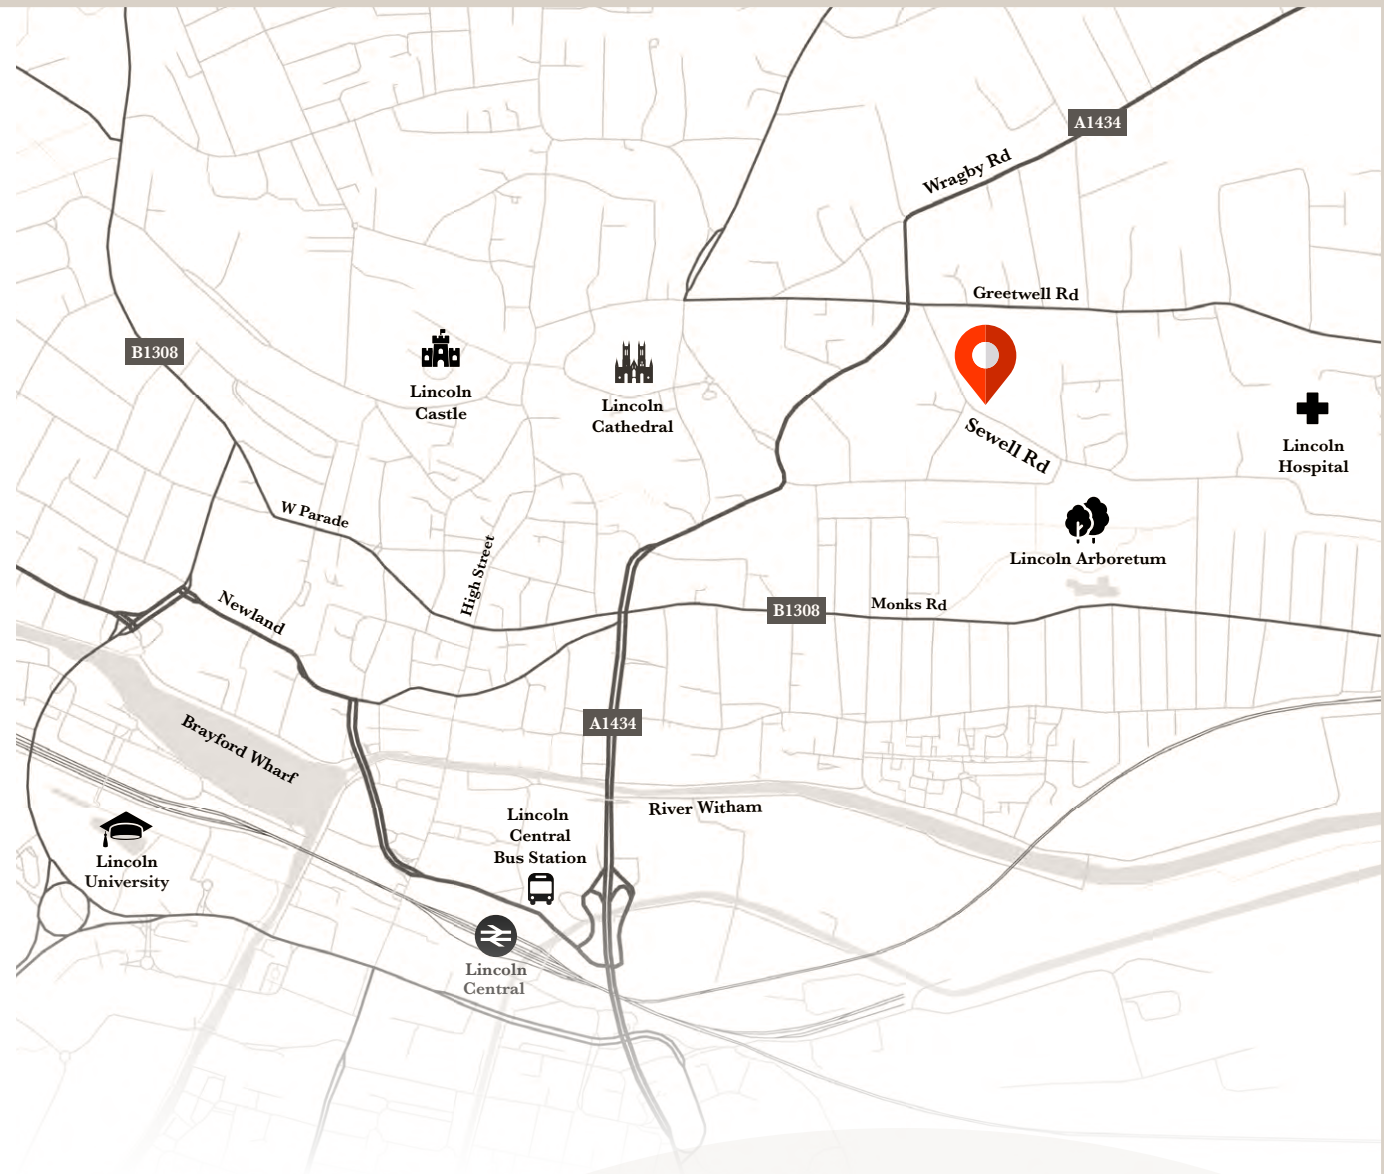 A1434
Wragby Rd
Greetwell Rd
B1308
Lincoln
Castle
Lincoln
Cathedral
Sewell Rd
Lincoln
Hospital
W Parade
High Street
Lincoln Arboretum
Newland
B1308
Monks Rd
Brayford Wharf
A1434
River Witham
Lincoln
Central
Bus Station
Lincoln
University
Lincoln
Central